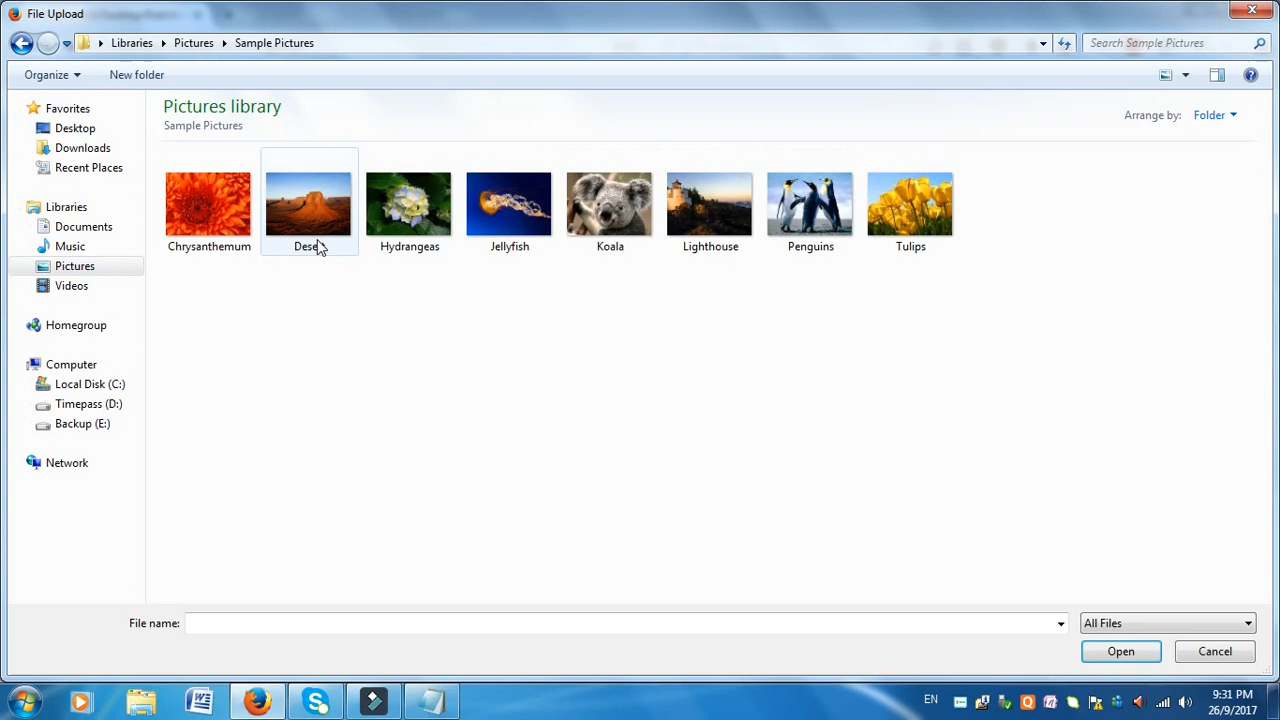 File Upload
Libraries Pictures Sample Pictures
Search Sample Pictures
Organize New folder
Pictures library
Sample Pictures
Arrange by: Folder
Favorites
Desktop
Downloads
Recent Places
Libraries
Documents
Music
Pictures
Videos
Homegroup
Computer
Local Disk (C:)
Timepass (D:)
Backup (E:)
Network
Chrysanthemum Hydrangeas Jellyfish Koala Lighthouse Penguins Tulips
File name: All Files
Open Cancel
EN 9:31 PM
26/9/2017